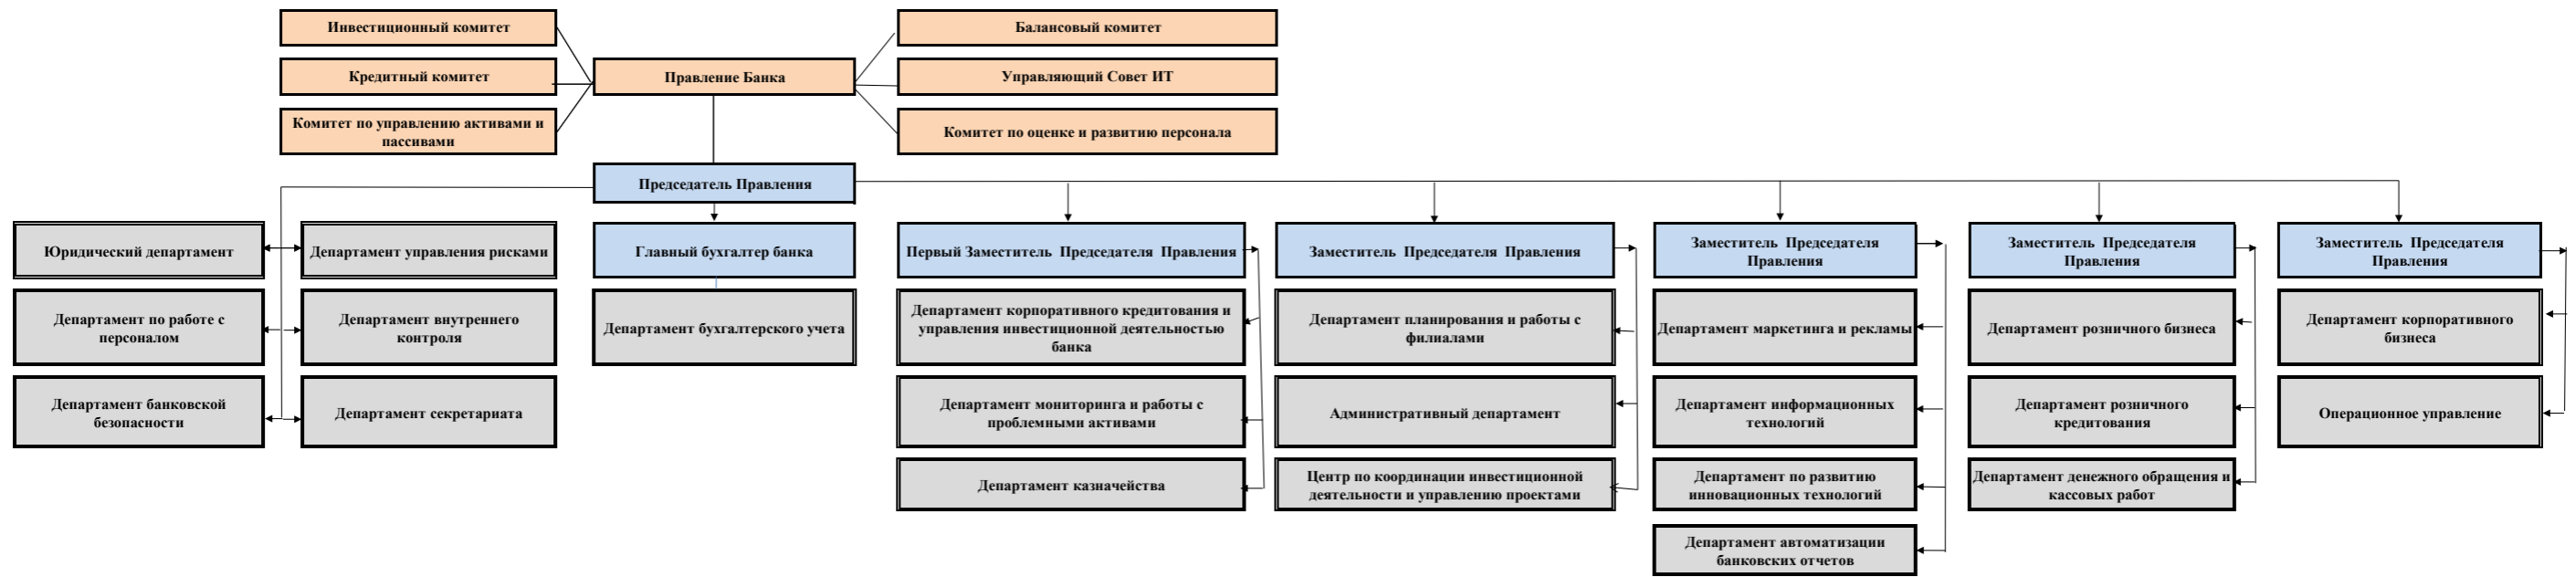 Инвестиционный комитет
Кредитный комитет
Комитет по управлению активами и
пассивами
Правление Банка
Балансовый комитет
Управляющий Совет ИТ
Комитет по оценке и развитию персонала
Председатель Правления
Юридический департамент
Департамент по работе с
персоналом
Департамент банковской
безопасности
Департамент управления рисками
Департамент внутреннего
контроля
Департамент секретариата
Главный бухгалтер банка
Департамент бухгалтерского учета
Первый Заместитель Председателя Правления
Департамент корпоративного кредитования и
управления инвестиционной деятельностью
банка
Департамент мониторинга и работы с
проблемными активами
Департамент казначейства
Заместитель Председателя Правления
Департамент планирования и работы с
филиалами
Административный департамент
Центр по координации инвестиционной
деятельности и управлению проектами
Заместитель Председателя
Правления
Департамент маркетинга и рекламы
Департамент информационных
технологий
Департамент по развитию
инновационных технологий
Департамент автоматизации
банковских отчетов
Заместитель Председателя
Правления
Департамент розничного бизнеса
Департамент розничного
кредитования
Департамент денежного обращения и
кассовых работ
Заместитель Председателя
Правления
Департамент корпоративного
бизнеса
Операционное управление